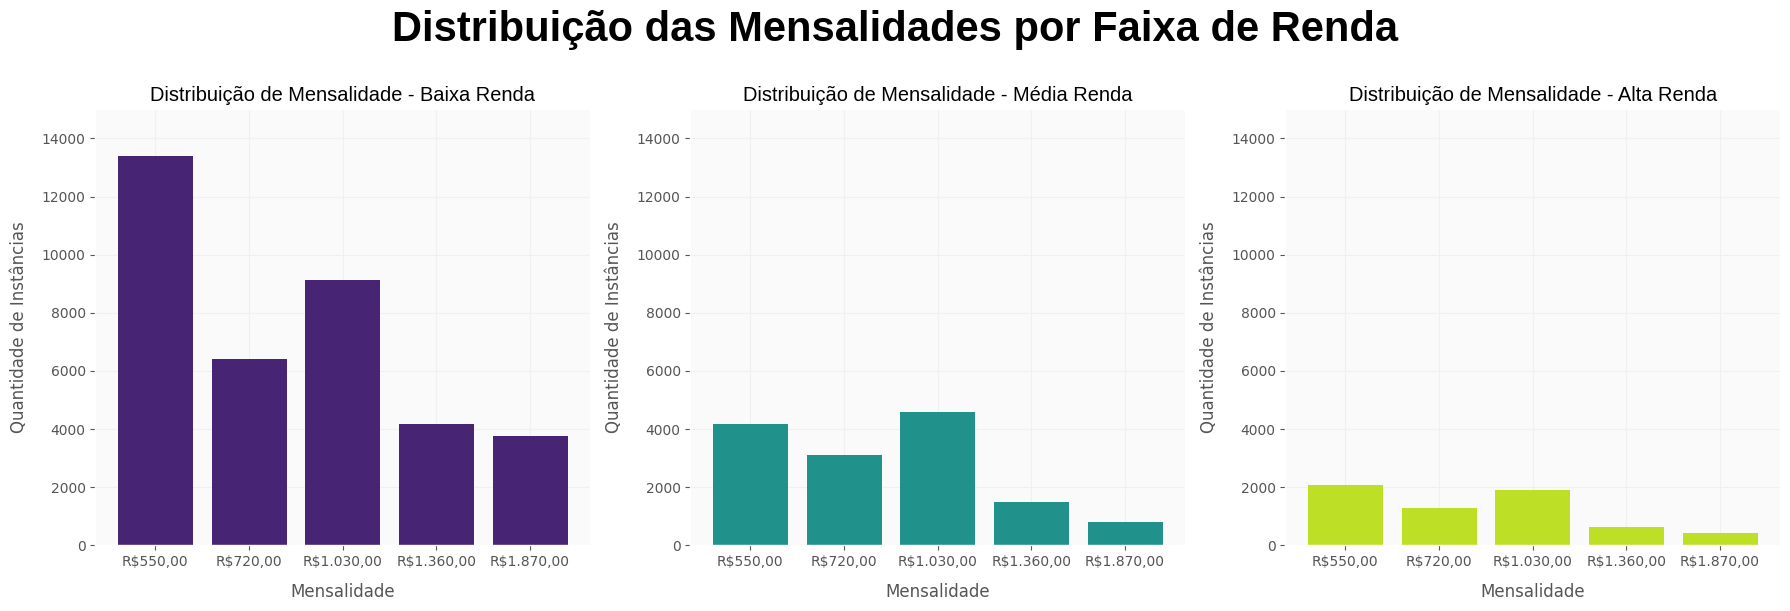 Distribuição das Mensalidades por Faixa de Renda
Distribuição de Mensalidade - Baixa Renda
Quantidade de Instâncias
14000
12000
10000
8000
6000
4000
2000
0
R$550,00 R$720,00 R$1.030,00 R$1.360,00 R$1.870,00
Mensalidade
Distribuição de Mensalidade - Média Renda
Quantidade de Instâncias
14000
12000
10000
8000
6000
4000
2000
0
R$550,00 R$720,00 R$1.030,00 R$1.360,00 R$1.870,00
Mensalidade
Distribuição de Mensalidade - Alta Renda
Quantidade de Instâncias
14000
12000
10000
8000
6000
4000
2000
0
R$550,00 R$720,00 R$1.030,00 R$1.360,00 R$1.870,00
Mensalidade